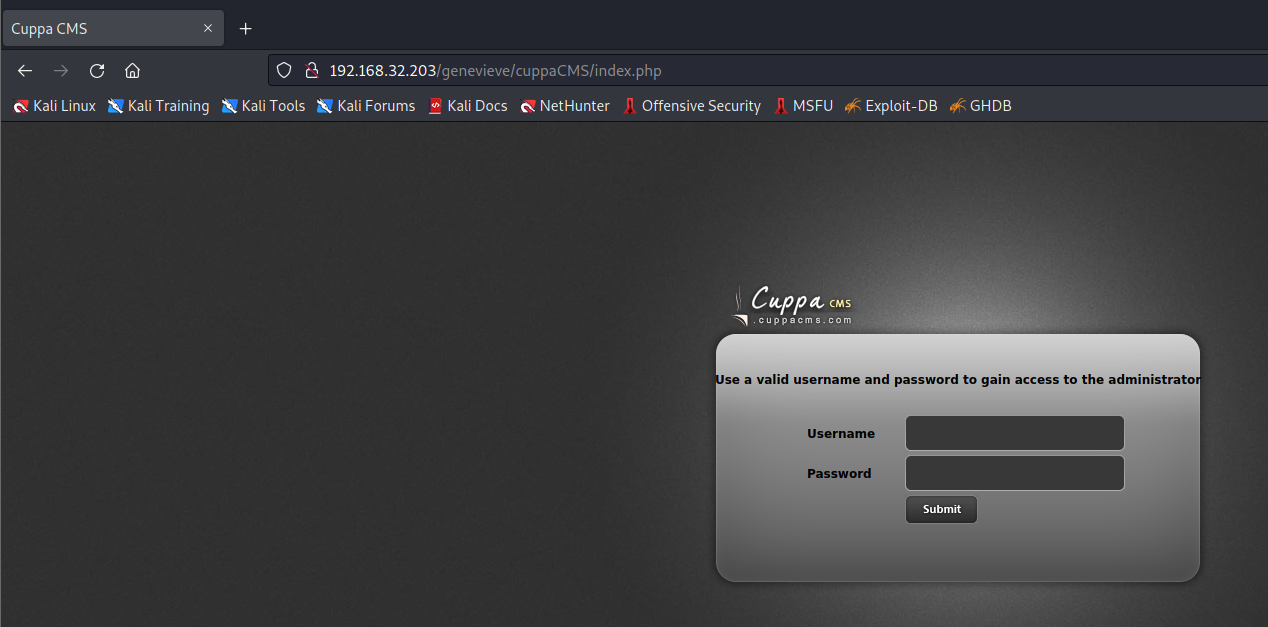 Cuppa CMS
192.168.32.203/genevieve/cuppaCMS/index.php
Kali Linux Kali Training Kali Tools Kali Forums Kali Docs NetHunter Offensive Security MSFU Exploit-DB GHDB
Cuppa CMS
.cuppacms.com
Use a valid username and password to gain access to the administrator
Username
Password
Submit